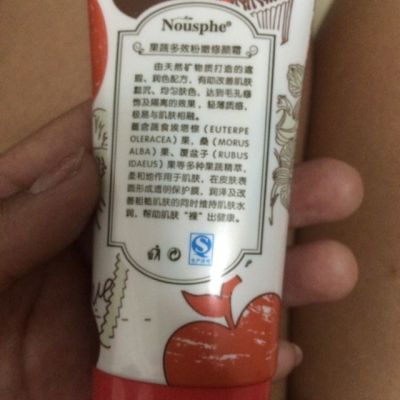 Nousphe®
果蔬多效粉嫩修颜霜
由天然矿物质打造的遮
瑕、润色配方，有助改善肌肤
黯沉、均匀肤色、达到毛孔修
饰及隔离的效果，轻薄质感，
极易与肌肤相融。
蓄含蔬食埃塔棕（EUTERPE
OLERACEA）果、桑（MORUS
ALBA）果、覆盆子（RUBUS
IDAEUS）果等多种果蔬精萃，
柔和地作用于肌肤，在皮肤表
面形成透明保护膜，润泽及改
善粗糙肌肤的同时维持肌肤水
润，帮助肌肤“裸”出健康。